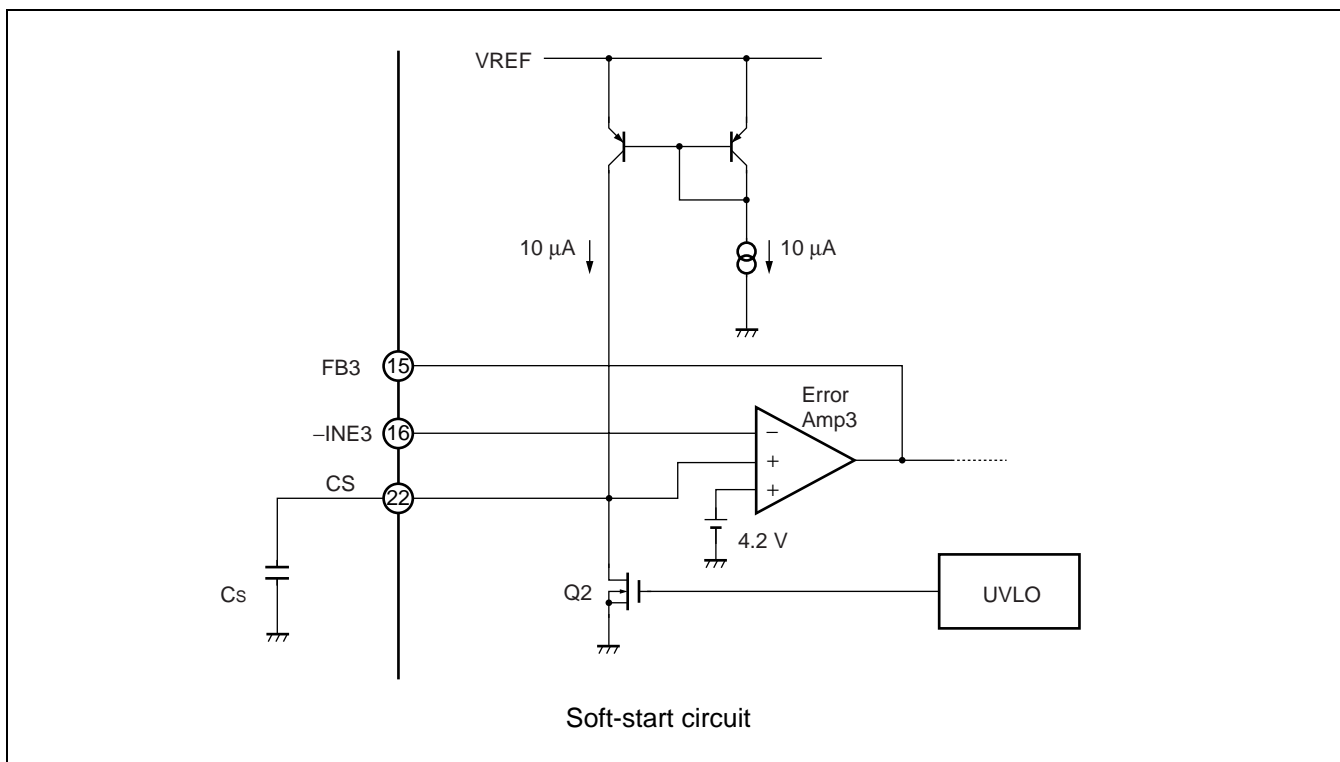 VREF
10 μA
10 μA
FB3
15
Error
Amp3
–INE3
16
−
+
CS
22
+
4.2 V
Cs
Q2
UVLO
Soft-start circuit